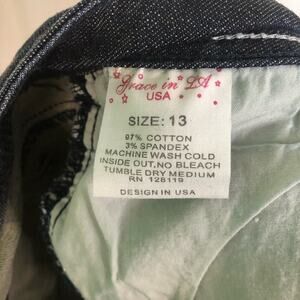 Grace in LA
USA
SIZE: 13
97% COTTON
3% SPANDEX
MACHINE WASH COLD
INSIDE OUT.NO BLEACH
TUMBLE DRY MEDIUM
RN 128119
DESIGN IN USA